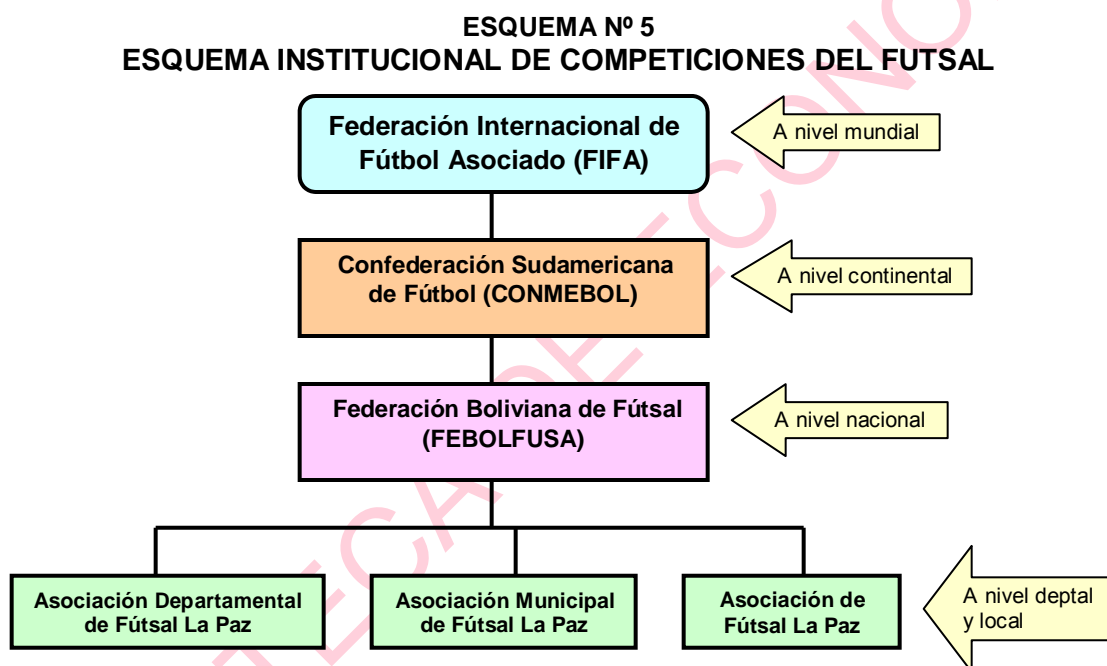 ESQUEMA Nº 5
ESQUEMA INSTITUCIONAL DE COMPETICIONES DEL FUTSAL
Federación Internacional de
Fútbol Asociado (FIFA)
A nivel mundial
Confederación Sudamericana
de Fútbol (CONMEBOL)
A nivel continental
Federación Boliviana de Fútsal
(FEBOLFUSA)
A nivel nacional
Asociación Departamental
de Fútsal La Paz
Asociación Municipal
de Fútsal La Paz
Asociación de
Fútsal La Paz
A nivel deptal
y local